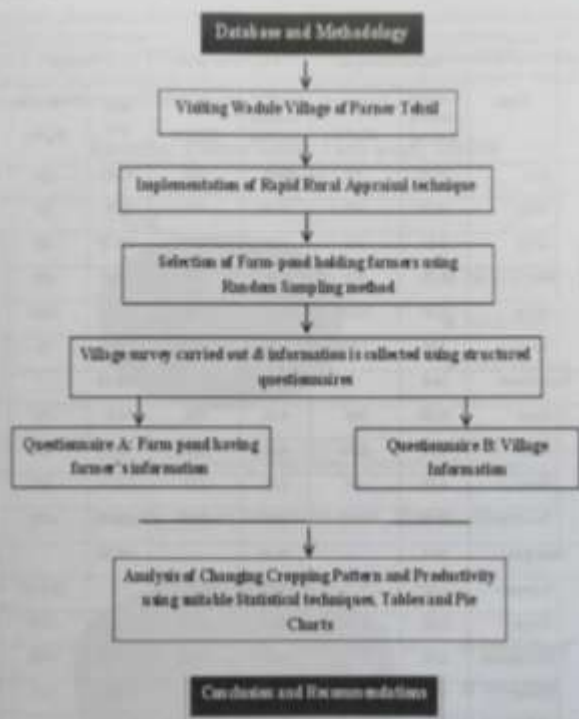 Database and Methodology
Visiting Wadule Village of Parner Tehsil
Implementation of Rapid Rural Appraisal technique
Selection of Farm-pond holding farmers using
Random Sampling method
Village survey carried out & information is collected using structured
questionnaires
Questionnaire A: Farm pond having
farmer's information
Questionnaire B: Village
Information
Analysis of Changing Cropping Pattern and Productivity
using suitable Statistical techniques, Tables and Pie
Charts
Conclusion and Recommendations